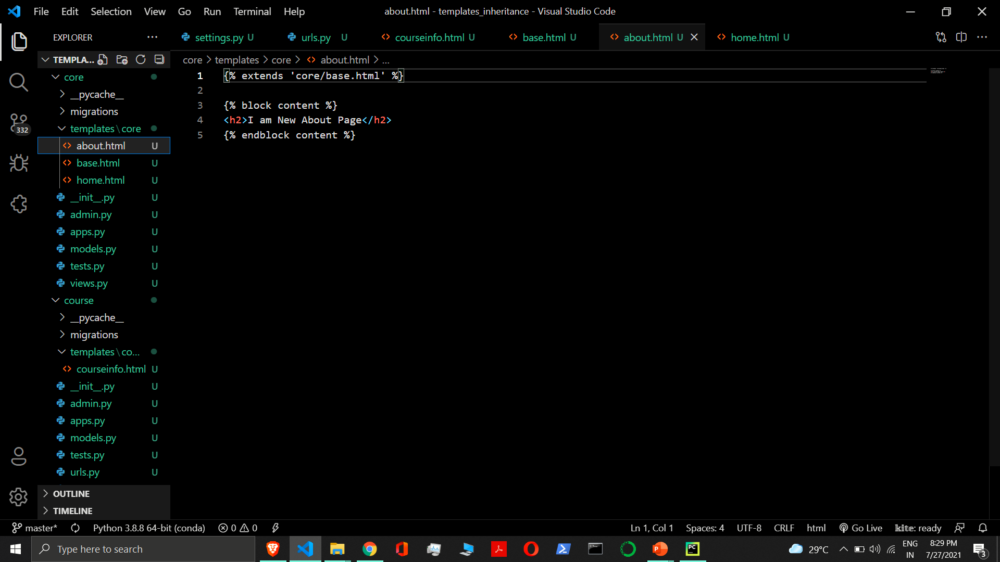 File Edit Selection View Go Run Terminal Help
about.html - templates_inheritance - Visual Studio Code
EXPLORER
settings.py U
urls.py U
courseinfo.html U
base.html U
about.html U
home.html U
TEMPLA...
core > templates > core > about.html > ...
core
__pycache__
migrations
templates\core
about.html U
base.html U
home.html U
__init__.py U
admin.py U
apps.py U
models.py U
tests.py U
views.py U
course
__pycache__
migrations
templates\co...
courseinfo.html U
__init__.py U
admin.py U
apps.py U
models.py U
tests.py U
urls.py U
OUTLINE
TIMELINE
332
1 {% extends 'core/base.html' %}
2
3 {% block content %}
4 <h2>I am New About Page</h2>
5 {% endblock content %}
master* Python 3.8.8 64-bit (conda) 0 0
Ln 1, Col 1 Spaces: 4 UTF-8 CRLF html Go Live kite: ready
Type here to search
PC
29°C
ENG
IN
8:29 PM
7/27/2021
3